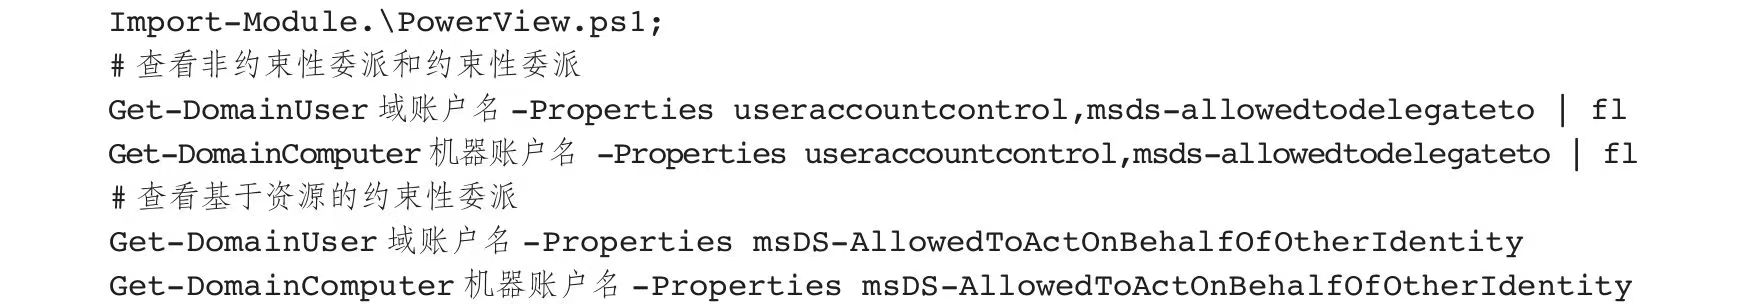 Import-Module.\PowerView.ps1;
# 查看非约束性委派和约束性委派
Get-DomainUser 域账户名 -Properties useraccountcontrol,msds-allowedtodelegateto | fl
Get-DomainComputer 机器账户名 -Properties useraccountcontrol,msds-allowedtodelegateto | fl
# 查看基于资源的约束性委派
Get-DomainUser 域账户名 -Properties msDS-AllowedToActOnBehalfOfOtherIdentity
Get-DomainComputer 机器账户名 -Properties msDS-AllowedToActOnBehalfOfOtherIdentity